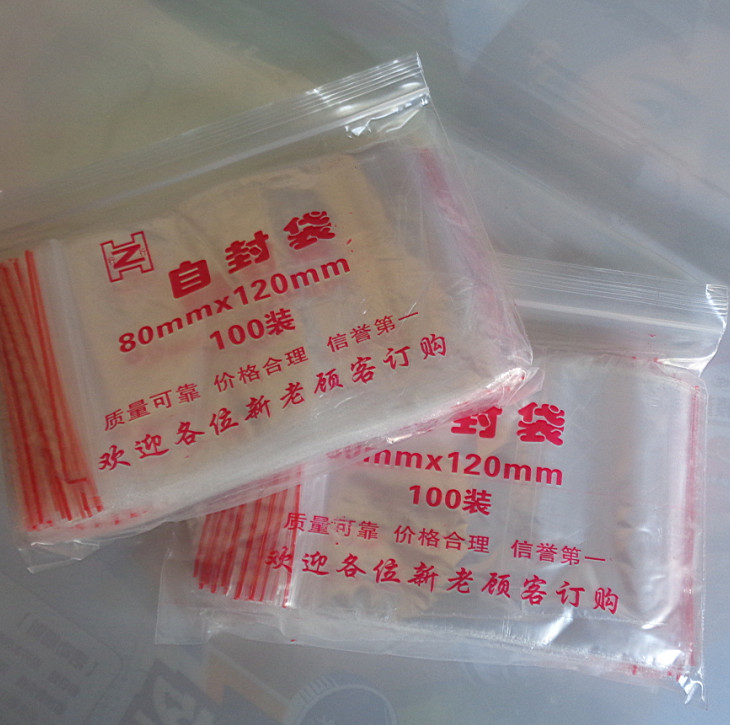 自封袋
80mmx120mm
100装
质量可靠 价格合理 信誉第一
欢迎各位新老顾客订购
封袋
mmx120mm
100装
质量可靠 价格合理 信誉第一
欢迎各位新老顾客订购